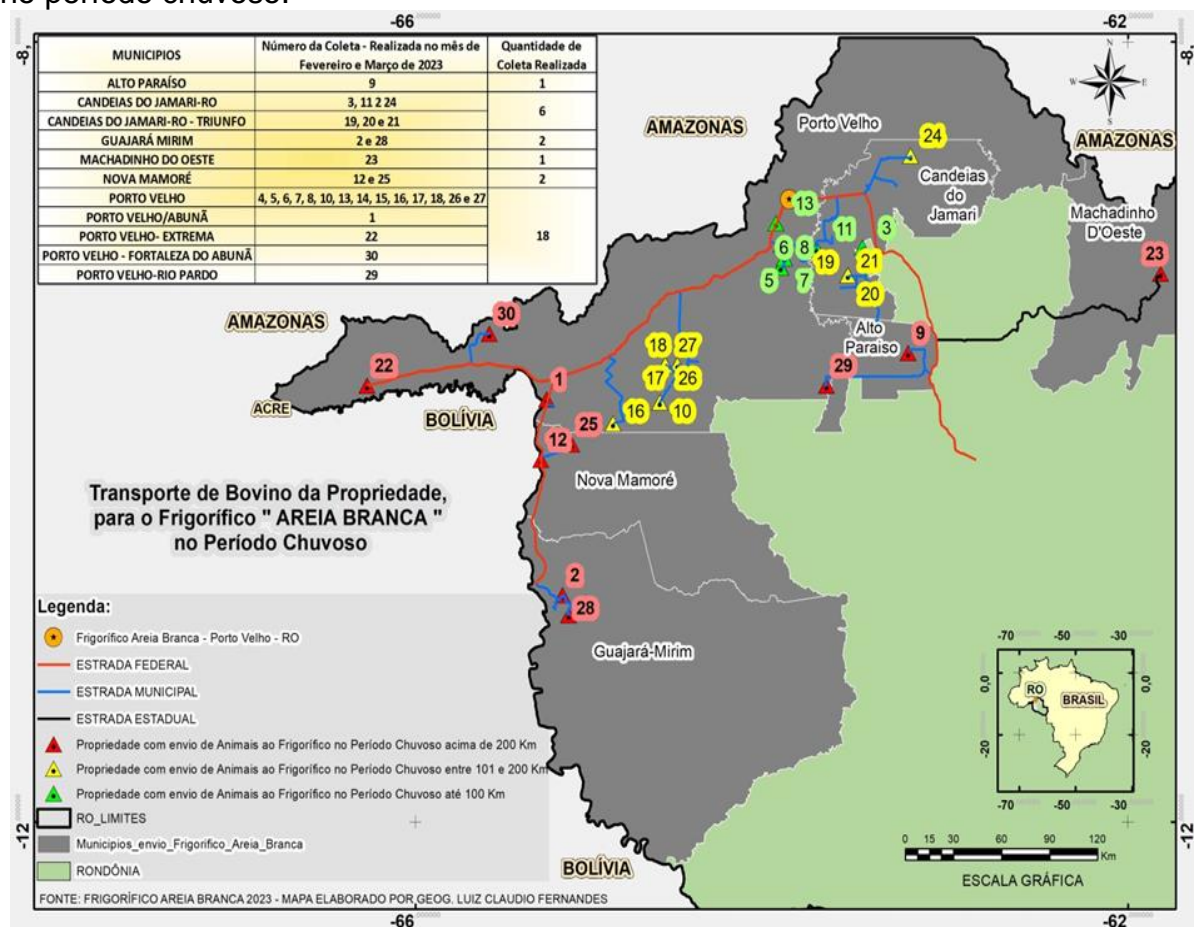 no período chuvoso.
-66
-62
-8,
-8,
MUNICIPIOS
Número da Coleta - Realizada no mês de
Fevereiro e Março de 2023
Quantidade de
Coleta Realizada
ALTO PARAÍSO 9 1
CANDEIAS DO JAMARI-RO 3, 11 2 24
6
CANDEIAS DO JAMARI-RO - TRIUNFO 19, 20 e 21
GUAJARÁ MIRIM 2 e 28 2
MACHADINHO DO OESTE 23 1
NOVA MAMORÉ 12 e 25 2
PORTO VELHO 4, 5, 6, 7, 8, 10, 13, 14, 15, 16, 17, 18, 26 e 27
PORTO VELHO/ABUNÃ 1
PORTO VELHO- EXTREMA 22
18
PORTO VELHO - FORTALEZA DO ABUNÃ 30
PORTO VELHO-RIO PARDO 29
N
W
E
S
AMAZONAS
Porto Velho
AMAZONAS
24
Candeias
do
Jamari
13
Machadinho
D'Oeste
11
3
6
8
19
21
23
5
7
20
AMAZONAS
30
Alto
Paraiso
9
18
27
22
17
26
29
1
ACRE
BOLÍVIA
16
10
12
25
Nova Mamoré
Transporte de Bovino da Propriedade,
para o Frigorífico " AREIA BRANCA "
no Período Chuvoso
2
28
Guajará-Mirim
Legenda:
Frigorífico Areia Branca - Porto Velho - RO
ESTRADA FEDERAL
ESTRADA MUNICIPAL
ESTRADA ESTADUAL
Propriedade com envio de Animais ao Frigorífico no Período Chuvoso acima de 200 Km
Propriedade com envio de Animais ao Frigorífico no Período Chuvoso entre 101 e 200 Km
Propriedade com envio de Animais ao Frigorífico no Período Chuvoso até 100 Km
RO_LIMITES
Municipios_envio_Frigorifico_Areia_Branca
RONDÔNIA
-70
-50
-30
0,0
0,0
RO
BRASIL
-20
-20
-70
-50
-30
-12
-12
0 15 30 60 90 120
Km
ESCALA GRÁFICA
BOLÍVIA
FONTE: FRIGORÍFICO AREIA BRANCA 2023 - MAPA ELABORADO POR GEOG. LUIZ CLAUDIO FERNANDES
-66
-62